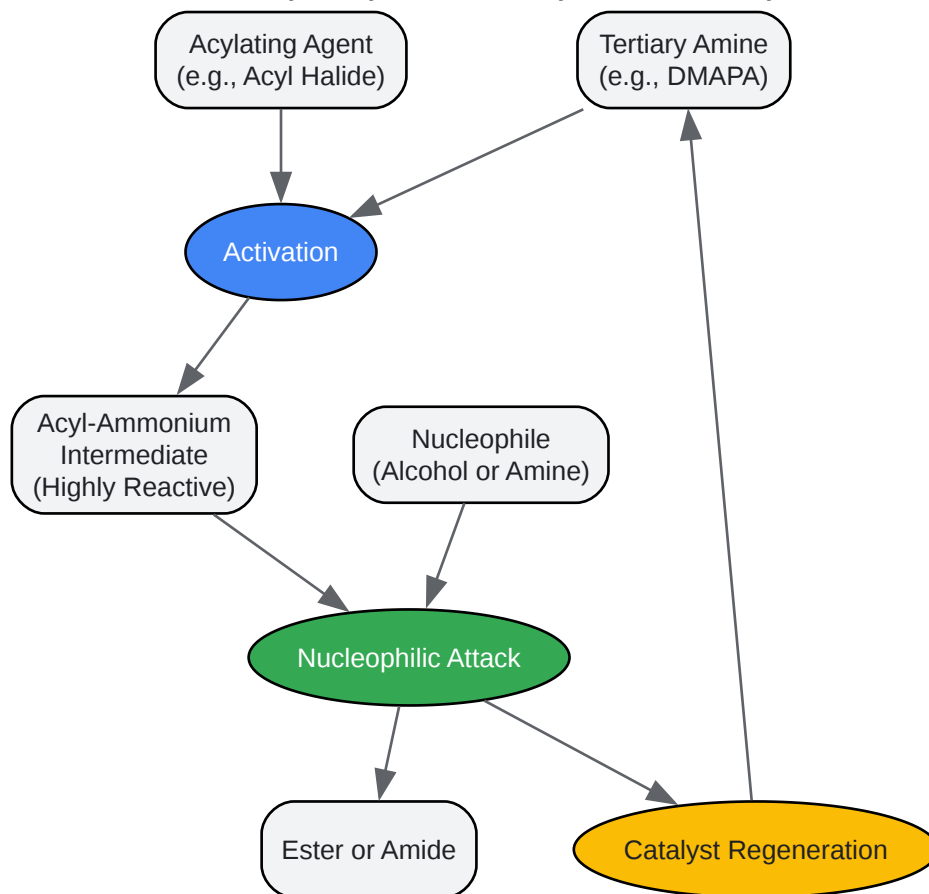 Acylating Agent
(e.g., Acyl Halide)
Tertiary Amine
(e.g., DMAPA)
Activation
Acyl-Ammonium
Intermediate
(Highly Reactive)
Nucleophile
(Alcohol or Amine)
Nucleophilic Attack
Ester or Amide
Catalyst Regeneration